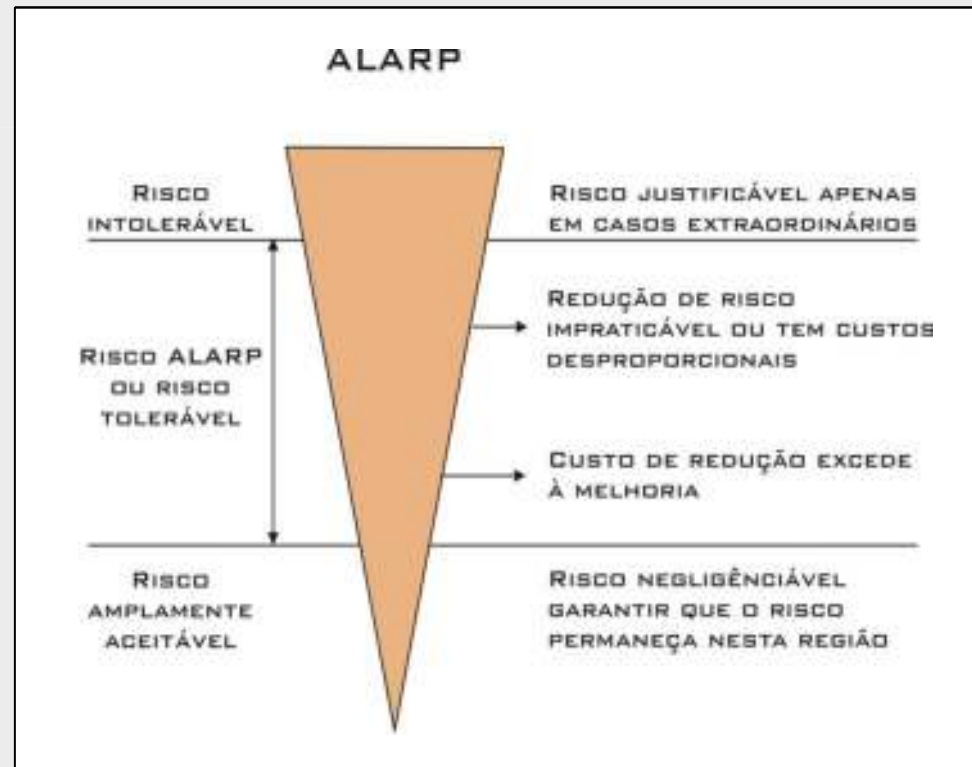 ALARP
RISCO
INTOLERÁVEL
RISCO JUSTIFICÁVEL APENAS
EM CASOS EXTRAORDINÁRIOS
RISCO ALARP
OU RISCO
TOLERÁVEL
REDUÇÃO DE RISCO
IMPRATICÁVEL OU TEM CUSTOS
DESPROPORCIONAIS
CUSTO DE REDUÇÃO EXCEDE
À MELHORIA
RISCO
AMPLAMENTE
ACEITÁVEL
RISCO NEGLIGÊNCIÁVEL
GARANTIR QUE O RISCO
PERMANEÇA NESTA REGIÃO